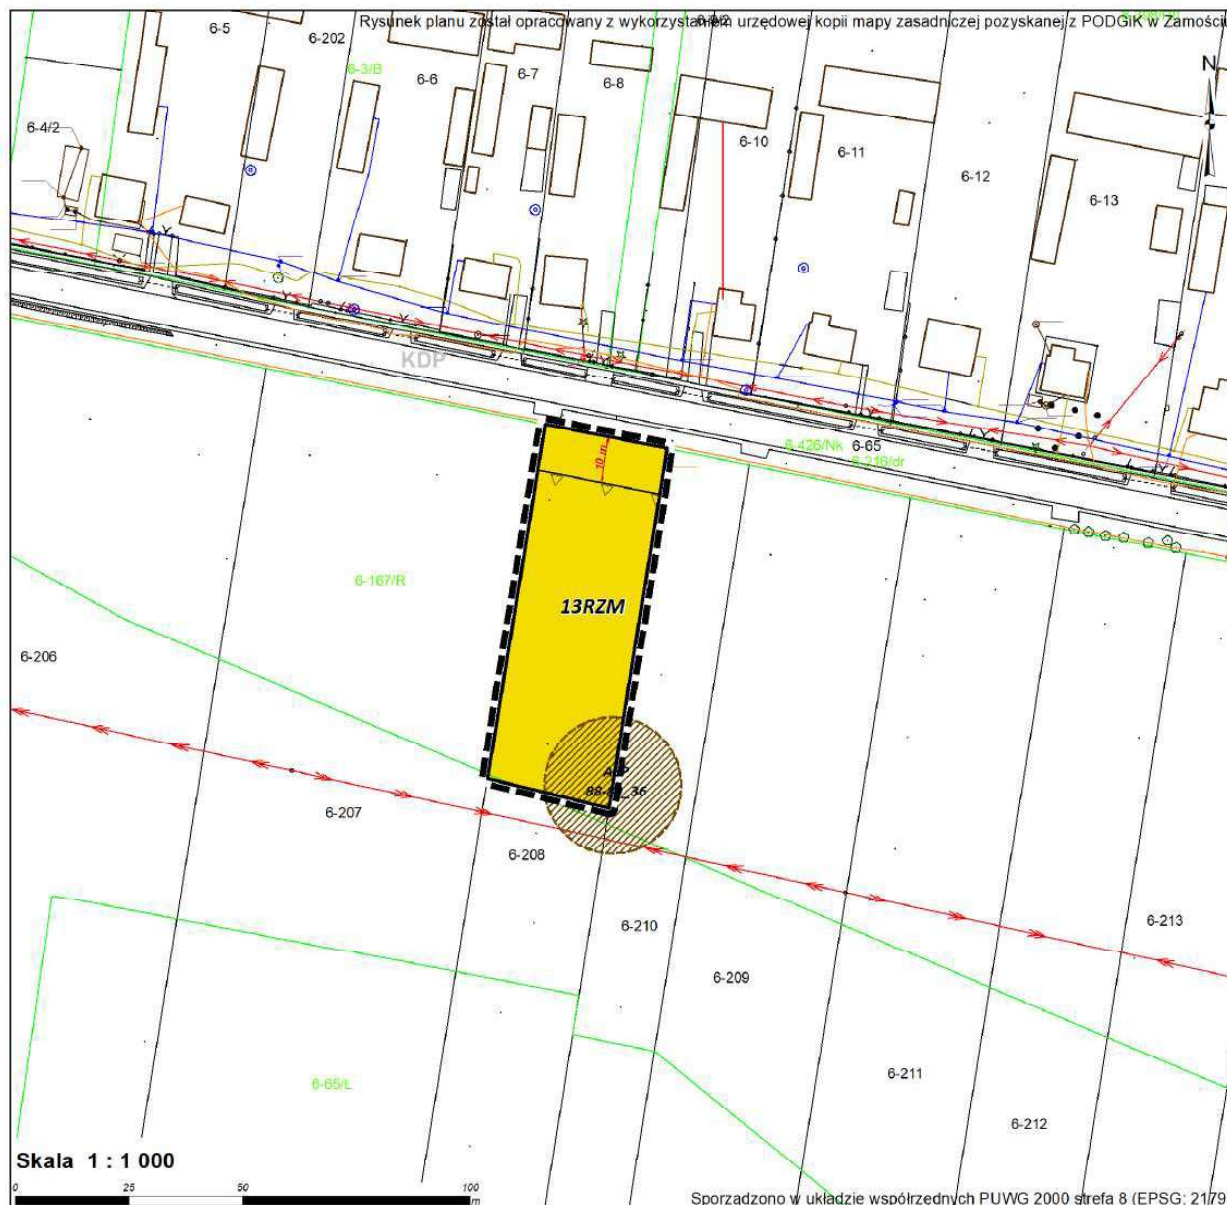 Rysunek planu został opracowany z wykorzystaniem urzędowej kopii mapy zasadniczej pozyskanej z PODGiK w Zamościu
6-5
6-202
6-3/B
6-6
6-7
6-8
N
6-4/2
6-10
6-11
6-12
6-13
KDP
6-426/Nk
6-65
6-216/dr
10 m
6-167/R
13RZM
6-206
6-207
6-208
6-210
6-213
6-209
6-211
6-65/Ł
6-212
Skala 1 : 1 000
0 25 50 100
m
Sporządzono w układzie współrzędnych PUWG 2000 strefa 8 (EPSG: 2179